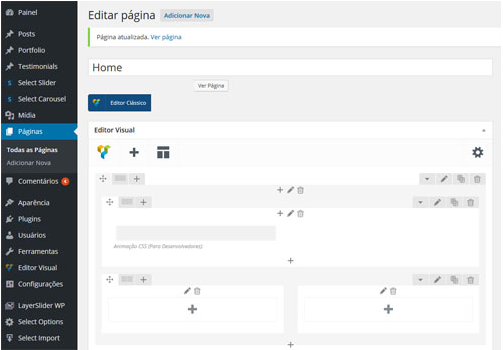 Painel
Posts
Portfolio
Testimonials
Select Slider
Select Carousel
Mídia
Páginas
Todas as Páginas
Adicionar Nova
Comentários 4
Aparência
Plugins
Usuários
Ferramentas
Editor Visual
Configurações
LayerSlider WP
Select Options
Select Import
Editar página Adicionar Nova
Página atualizada. Ver página
Home
Ver Página
Editor Clássico
Editor Visual
Animação CSS (Para Desenvolvedores)